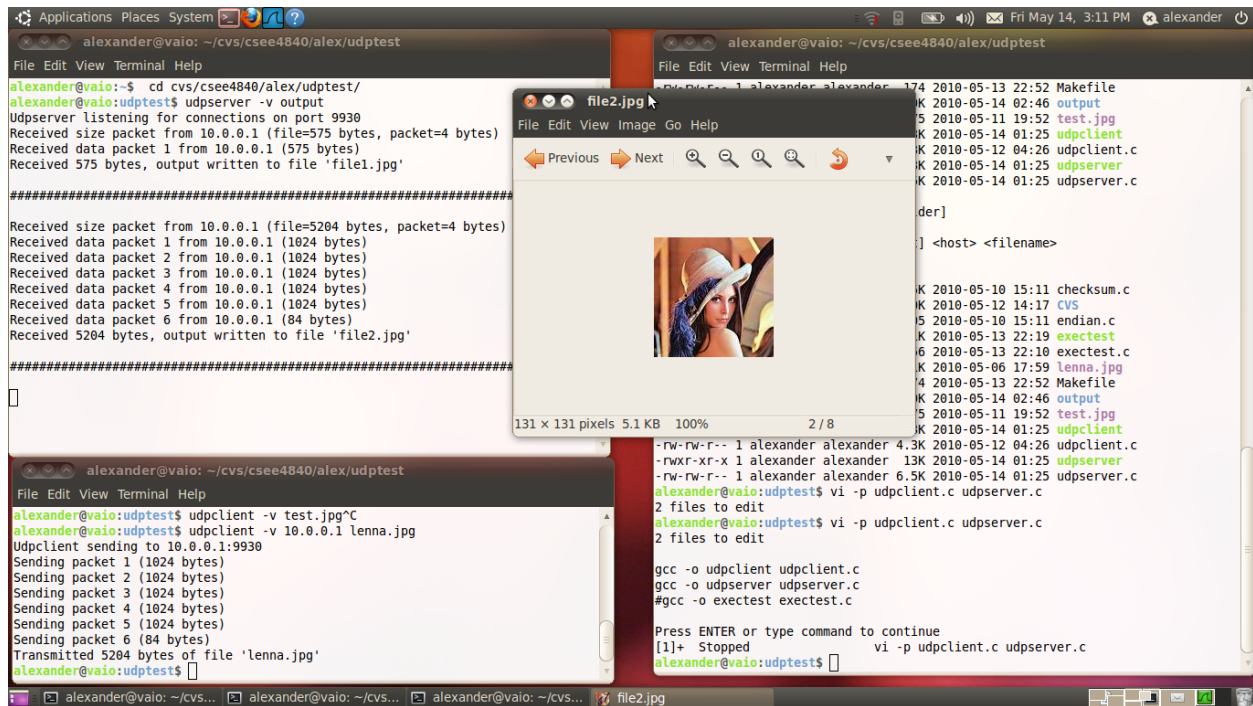 Applications Places System
Fri May 14, 3:11 PM alexander
alexander@vaio: ~/cvs/csee4840/alex/udptest
File Edit View Terminal Help
alexander@vaio:~$ cd cvs/csee4840/alex/udptest/
alexander@vaio:udptest$ udpserver -v output
Udpserver listening for connections on port 9930
Received size packet from 10.0.0.1 (file=575 bytes, packet=4 bytes)
Received data packet 1 from 10.0.0.1 (575 bytes)
Received 575 bytes, output written to file 'file1.jpg'
####################################################################
Received size packet from 10.0.0.1 (file=5204 bytes, packet=4 bytes)
Received data packet 1 from 10.0.0.1 (1024 bytes)
Received data packet 2 from 10.0.0.1 (1024 bytes)
Received data packet 3 from 10.0.0.1 (1024 bytes)
Received data packet 4 from 10.0.0.1 (1024 bytes)
Received data packet 5 from 10.0.0.1 (1024 bytes)
Received data packet 6 from 10.0.0.1 (84 bytes)
Received 5204 bytes, output written to file 'file2.jpg'
####################################################################
alexander@vaio: ~/cvs/csee4840/alex/udptest
File Edit View Terminal Help
alexander@vaio:udptest$ udpclient -v test.jpg^C
alexander@vaio:udptest$ udpclient -v 10.0.0.1 lenna.jpg
Udpclient sending to 10.0.0.1:9930
Sending packet 1 (1024 bytes)
Sending packet 2 (1024 bytes)
Sending packet 3 (1024 bytes)
Sending packet 4 (1024 bytes)
Sending packet 5 (1024 bytes)
Sending packet 6 (84 bytes)
Transmitted 5204 bytes of file 'lenna.jpg'
alexander@vaio:udptest$
file2.jpg
File Edit View Image Go Help
Previous Next
131 × 131 pixels 5.1 KB 100% 2 / 8
alexander@vaio: ~/cvs/csee4840/alex/udptest
File Edit View Terminal Help
-rw-rw-r-- 1 alexander alexander 174 2010-05-13 22:52 Makefile
K 2010-05-14 02:46 output
5 2010-05-11 19:52 test.jpg
K 2010-05-14 01:25 udpclient
K 2010-05-12 04:26 udpclient.c
K 2010-05-14 01:25 udpserver
K 2010-05-14 01:25 udpserver.c
der]
] <host> <filename>
K 2010-05-10 15:11 checksum.c
K 2010-05-12 14:17 CVS
5 2010-05-10 15:11 endian.c
K 2010-05-13 22:19 exectest
6 2010-05-13 22:10 exectest.c
K 2010-05-06 17:59 lenna.jpg
4 2010-05-13 22:52 Makefile
K 2010-05-14 02:46 output
5 2010-05-11 19:52 test.jpg
K 2010-05-14 01:25 udpclient
-rw-rw-r-- 1 alexander alexander 4.3K 2010-05-12 04:26 udpclient.c
-rwxr-xr-x 1 alexander alexander 13K 2010-05-14 01:25 udpserver
-rw-rw-r-- 1 alexander alexander 6.5K 2010-05-14 01:25 udpserver.c
alexander@vaio:udptest$ vi -p udpclient.c udpserver.c
2 files to edit
alexander@vaio:udptest$ vi -p udpclient.c udpserver.c
2 files to edit
gcc -o udpclient udpclient.c
gcc -o udpserver udpserver.c
#gcc -o exectest exectest.c
Press ENTER or type command to continue
[1]+ Stopped vi -p udpclient.c udpserver.c
alexander@vaio:udptest$
alexander@vaio: ~/cvs... alexander@vaio: ~/cvs... alexander@vaio: ~/cvs... file2.jpg